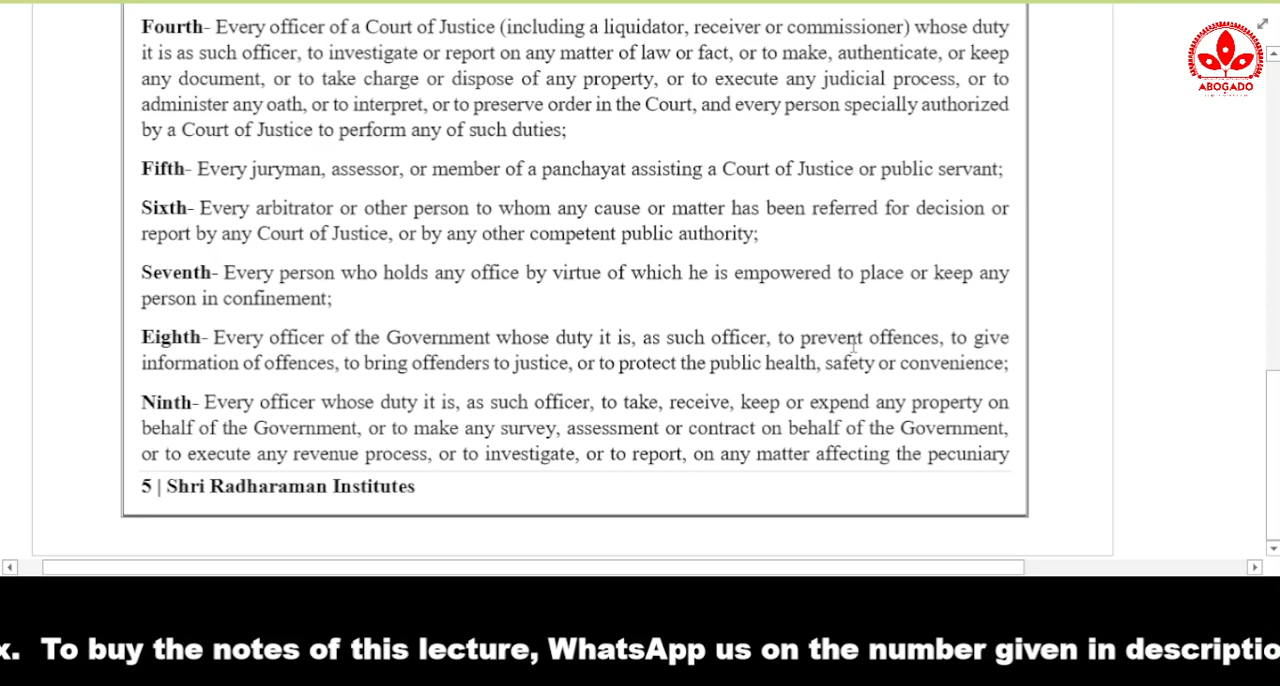 Fourth- Every officer of a Court of Justice (including a liquidator, receiver or commissioner) whose duty
it is as such officer, to investigate or report on any matter of law or fact, or to make, authenticate, or keep
any document, or to take charge or dispose of any property, or to execute any judicial process, or to
administer any oath, or to interpret, or to preserve order in the Court, and every person specially authorized
by a Court of Justice to perform any of such duties;
Fifth- Every juryman, assessor, or member of a panchayat assisting a Court of Justice or public servant;
Sixth- Every arbitrator or other person to whom any cause or matter has been referred for decision or
report by any Court of Justice, or by any other competent public authority;
Seventh- Every person who holds any office by virtue of which he is empowered to place or keep any
person in confinement;
Eighth- Every officer of the Government whose duty it is, as such officer, to prevent offences, to give
information of offences, to bring offenders to justice, or to protect the public health, safety or convenience;
Ninth- Every officer whose duty it is, as such officer, to take, receive, keep or expend any property on
behalf of the Government, or to make any survey, assessment or contract on behalf of the Government,
or to execute any revenue process, or to investigate, or to report, on any matter affecting the pecuniary
5 | Shri Radharaman Institutes
ABOGADO
x. To buy the notes of this lecture, WhatsApp us on the number given in descriptio